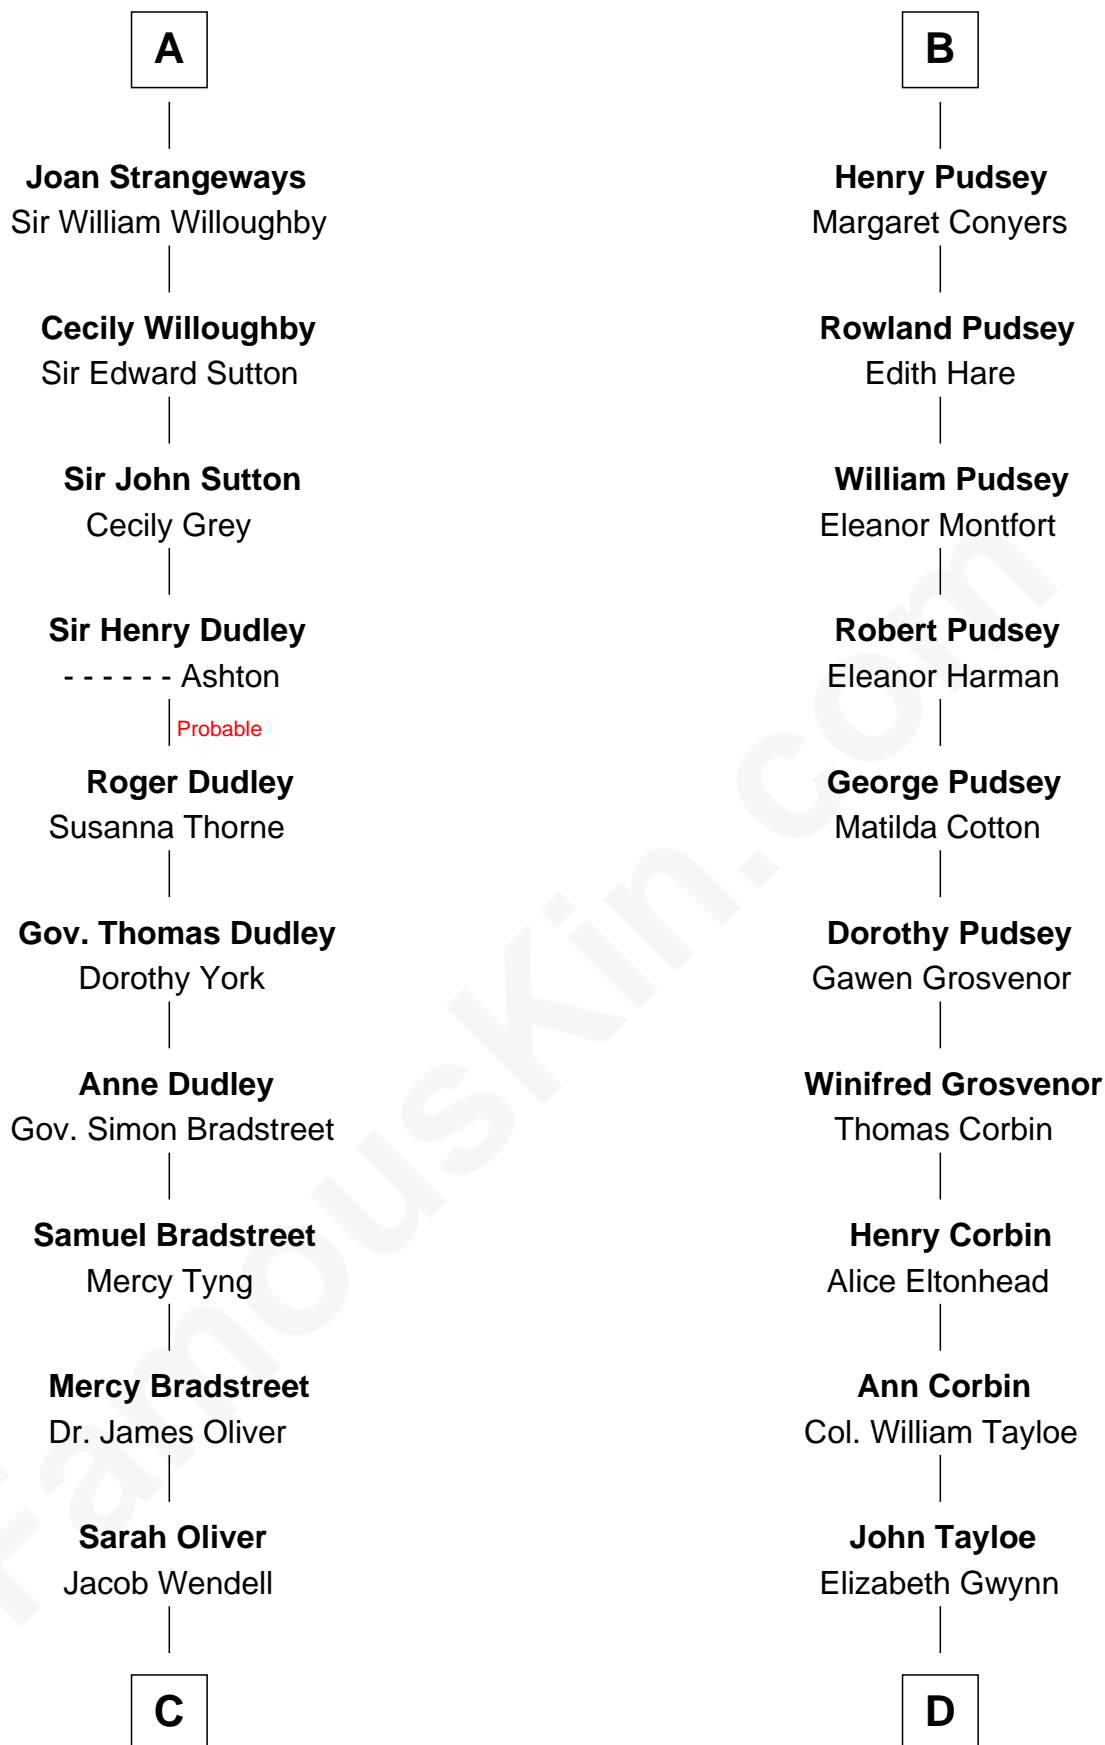 A
Joan Strangeways
Sir William Willoughby
Cecily Willoughby
Sir Edward Sutton
Sir John Sutton
Cecily Grey
Sir Henry Dudley
- - - - - - Ashton
Probable
Roger Dudley
Susanna Thorne
Gov. Thomas Dudley
Dorothy York
Anne Dudley
Gov. Simon Bradstreet
Samuel Bradstreet
Mercy Tyng
Mercy Bradstreet
Dr. James Oliver
Sarah Oliver
Jacob Wendell
C
B
Henry Pudsey
Margaret Conyers
Rowland Pudsey
Edith Hare
William Pudsey
Eleanor Montfort
Robert Pudsey
Eleanor Harman
George Pudsey
Matilda Cotton
Dorothy Pudsey
Gawen Grosvenor
Winifred Grosvenor
Thomas Corbin
Henry Corbin
Alice Eltonhead
Ann Corbin
Col. William Tayloe
John Tayloe
Elizabeth Gwynn
D
FamousKin.com